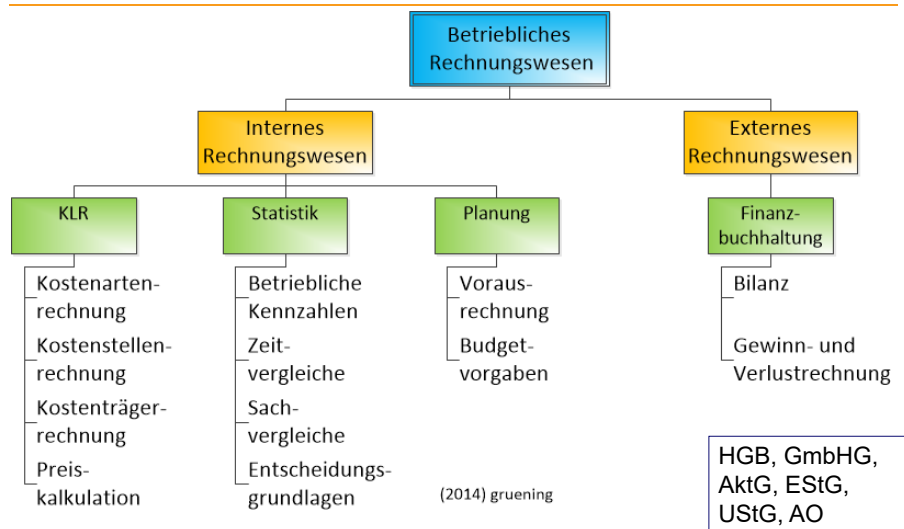 Betriebliches
Rechnungswesen
Internes
Rechnungswesen
Externes
Rechnungswesen
KLR
Statistik
Planung
Finanz-
buchhaltung
Kostenarten-
rechnung
Kostenstellen-
rechnung
Kostenträger-
rechnung
Preis-
kalkulation
Betriebliche
Kennzahlen
Zeit-
vergleiche
Sach-
vergleiche
Entscheidungs-
grundlagen
Voraus-
rechnung
Budget-
vorgaben
Bilanz
Gewinn- und
Verlustrechnung
(2014) gruening
HGB, GmbHG,
AktG, EStG,
UStG, AO